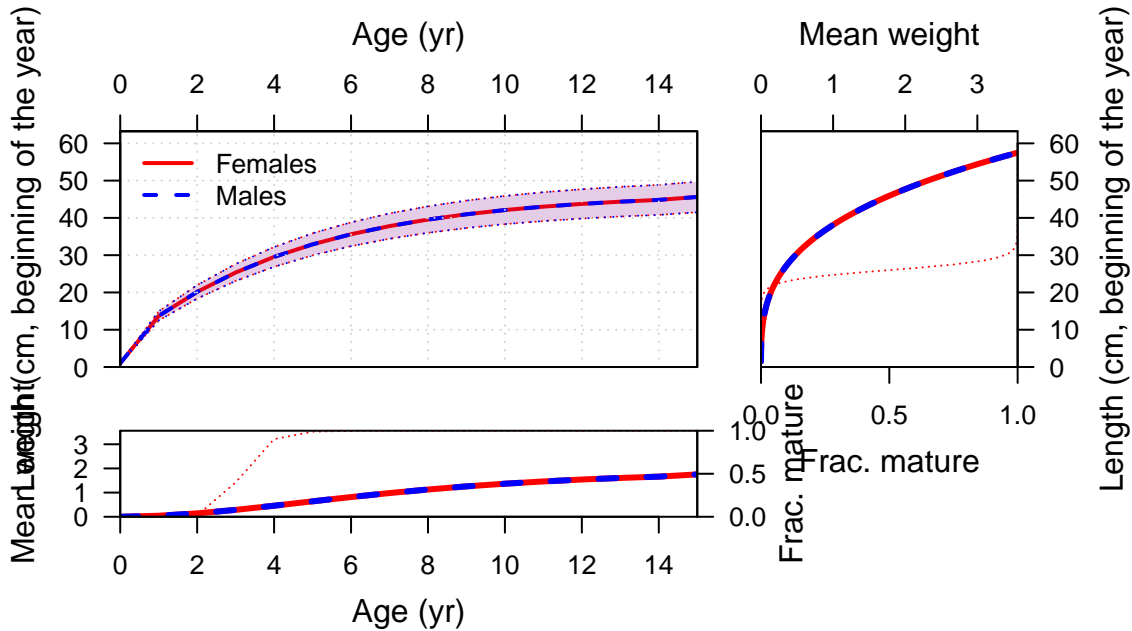 Age (yr)
Mean weight
0 2 4 6 8 10 12 14
0 1 2 3
Length (cm, beginning of the year)
60
50
40
30
20
10
0
Females
Males
60
50
40
30
20
10
0
Length (cm, beginning of the year)
0.0 0.5 1.0
Frac. mature
Mean weight
3
2
1
0
1.0
0.5
0.0
Frac. mature
0 2 4 6 8 10 12 14
Age (yr)